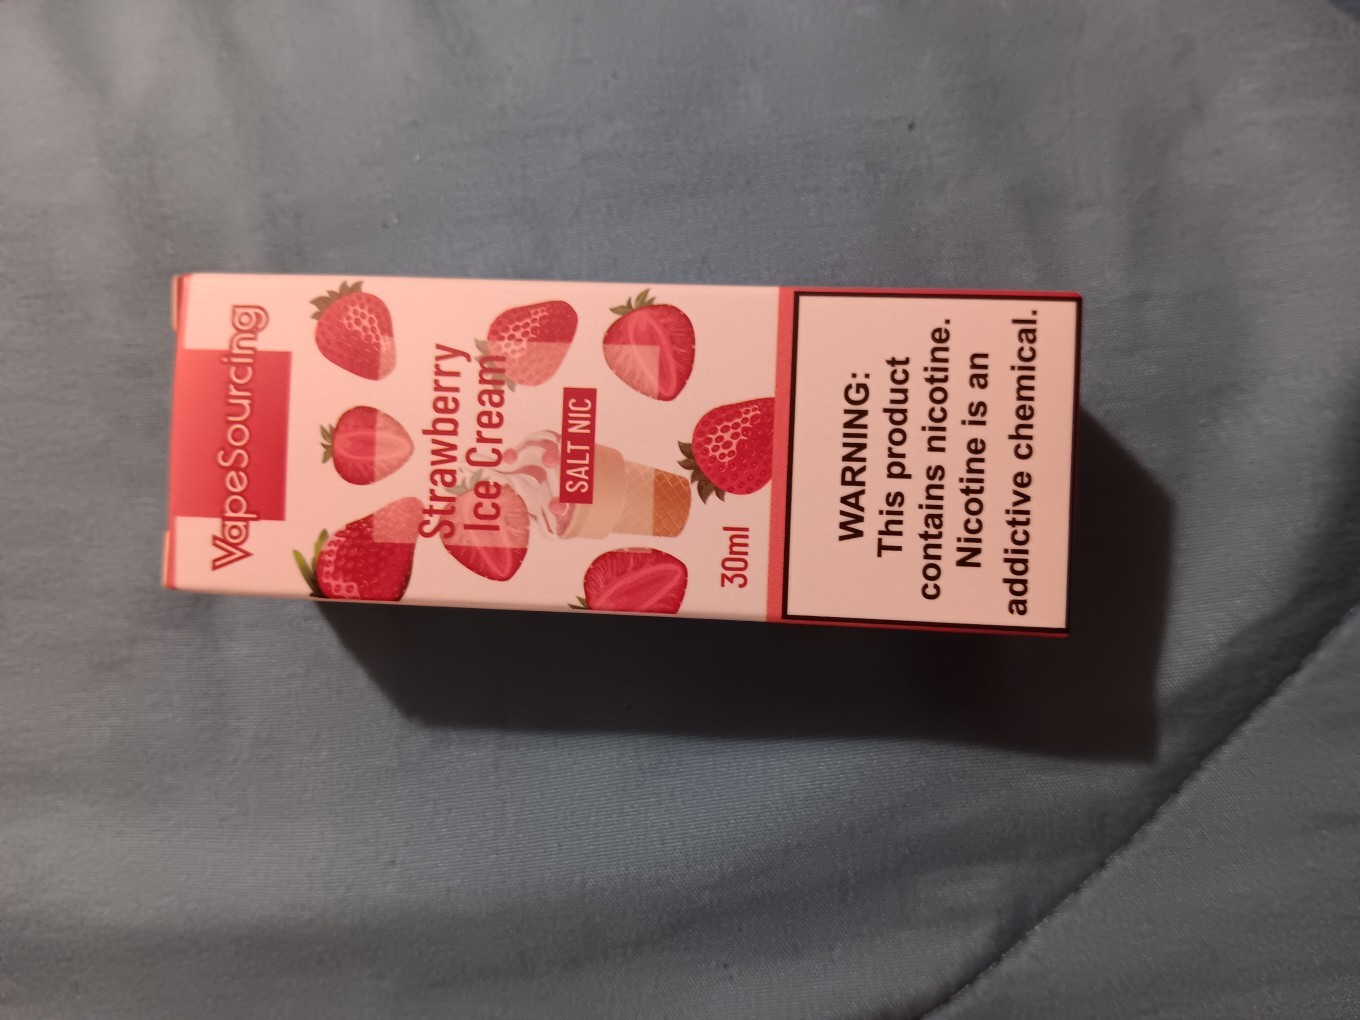 VapeSourcing
Strawberry
Ice Cream
SALT NIC
30ml
WARNING:
This product
contains nicotine.
Nicotine is an
addictive chemical.